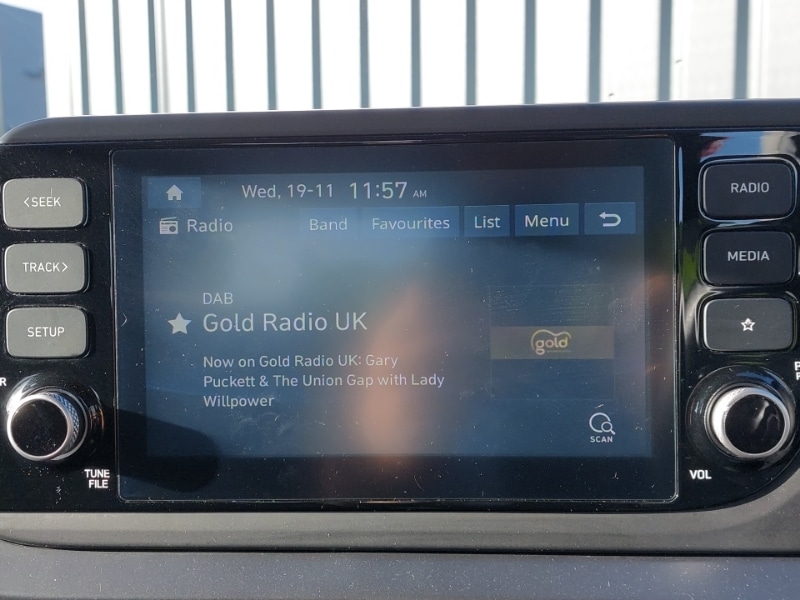 <SEEK
TRACK>
SETUP
R
TUNE
FILE
Wed, 19-11 11:57 AM
Radio Band Favourites List Menu
DAB
Gold Radio UK
Now on Gold Radio UK: Gary
Puckett & The Union Gap with Lady
Willpower
gold
SCAN
RADIO
MEDIA
VOL